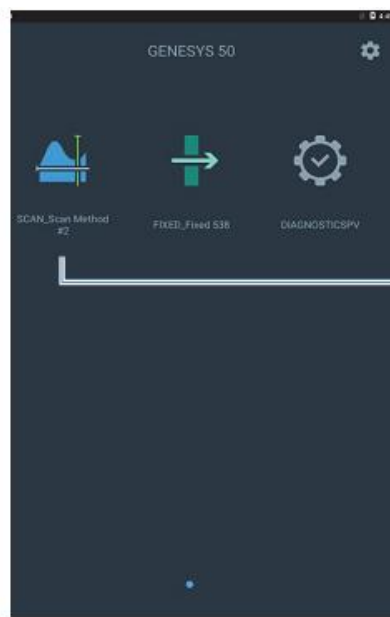 GENESYS 50
SCAN_Scan Method
#2
FIXED_Fixed 538
DIAGNOSTICSPV